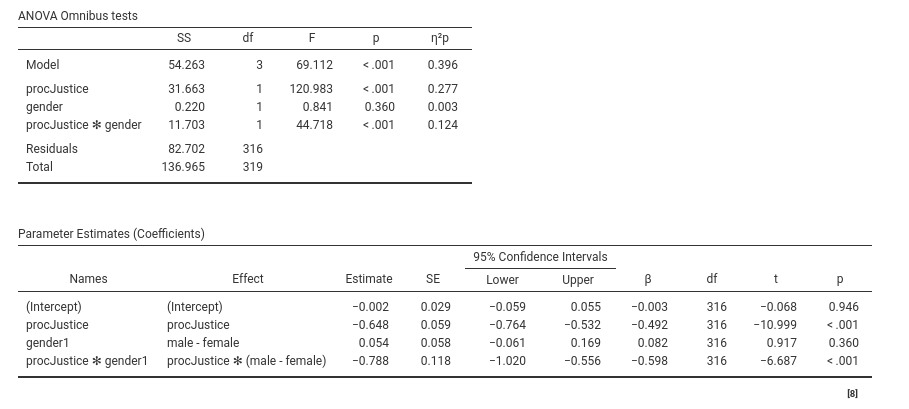 ANOVA Omnibus tests
SS df F p η²p
Model 54.263 3 69.112 < .001 0.396
procJustice 31.663 1 120.983 < .001 0.277
gender 0.220 1 0.841 0.360 0.003
procJustice ✻ gender 11.703 1 44.718 < .001 0.124
Residuals 82.702 316
Total 136.965 319
Parameter Estimates (Coefficients)
95% Confidence Intervals
Names Effect Estimate SE Lower Upper β df t p
(Intercept) (Intercept) −0.002 0.029 −0.059 0.055 −0.003 316 −0.068 0.946
procJustice procJustice −0.648 0.059 −0.764 −0.532 −0.492 316 −10.999 < .001
gender1 male - female 0.054 0.058 −0.061 0.169 0.082 316 0.917 0.360
procJustice ✻ gender1 procJustice ✻ (male - female) −0.788 0.118 −1.020 −0.556 −0.598 316 −6.687 < .001
[8]